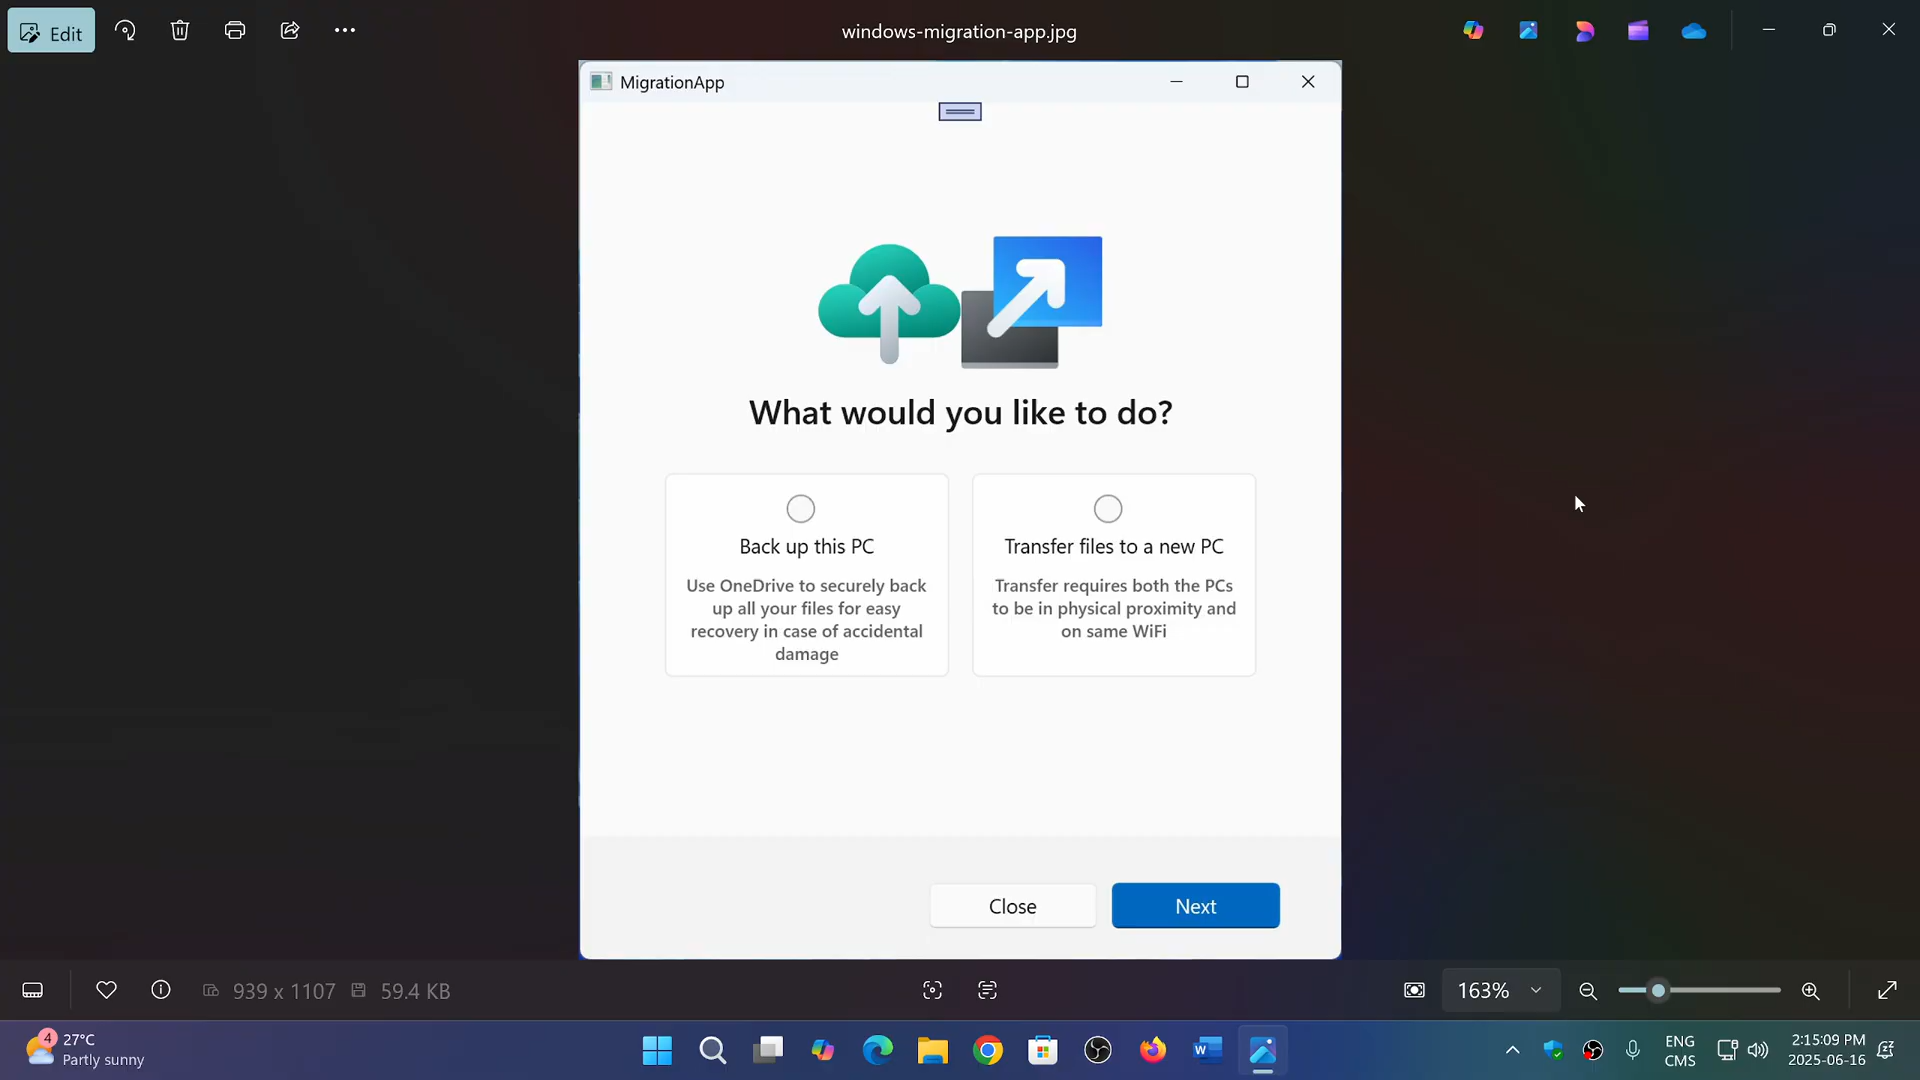 Edit
windows-migration-app.jpg
MigrationApp
What would you like to do?
Back up this PC
Use OneDrive to securely back
up all your files for easy
recovery in case of accidental
damage
Transfer files to a new PC
Transfer requires both the PCs
to be in physical proximity and
on same WiFi
Close
Next
939 x 1107
59.4 KB
163%
4
27°C
Partly sunny
W
ENG
CMS
2:15:09 PM
2025-06-16